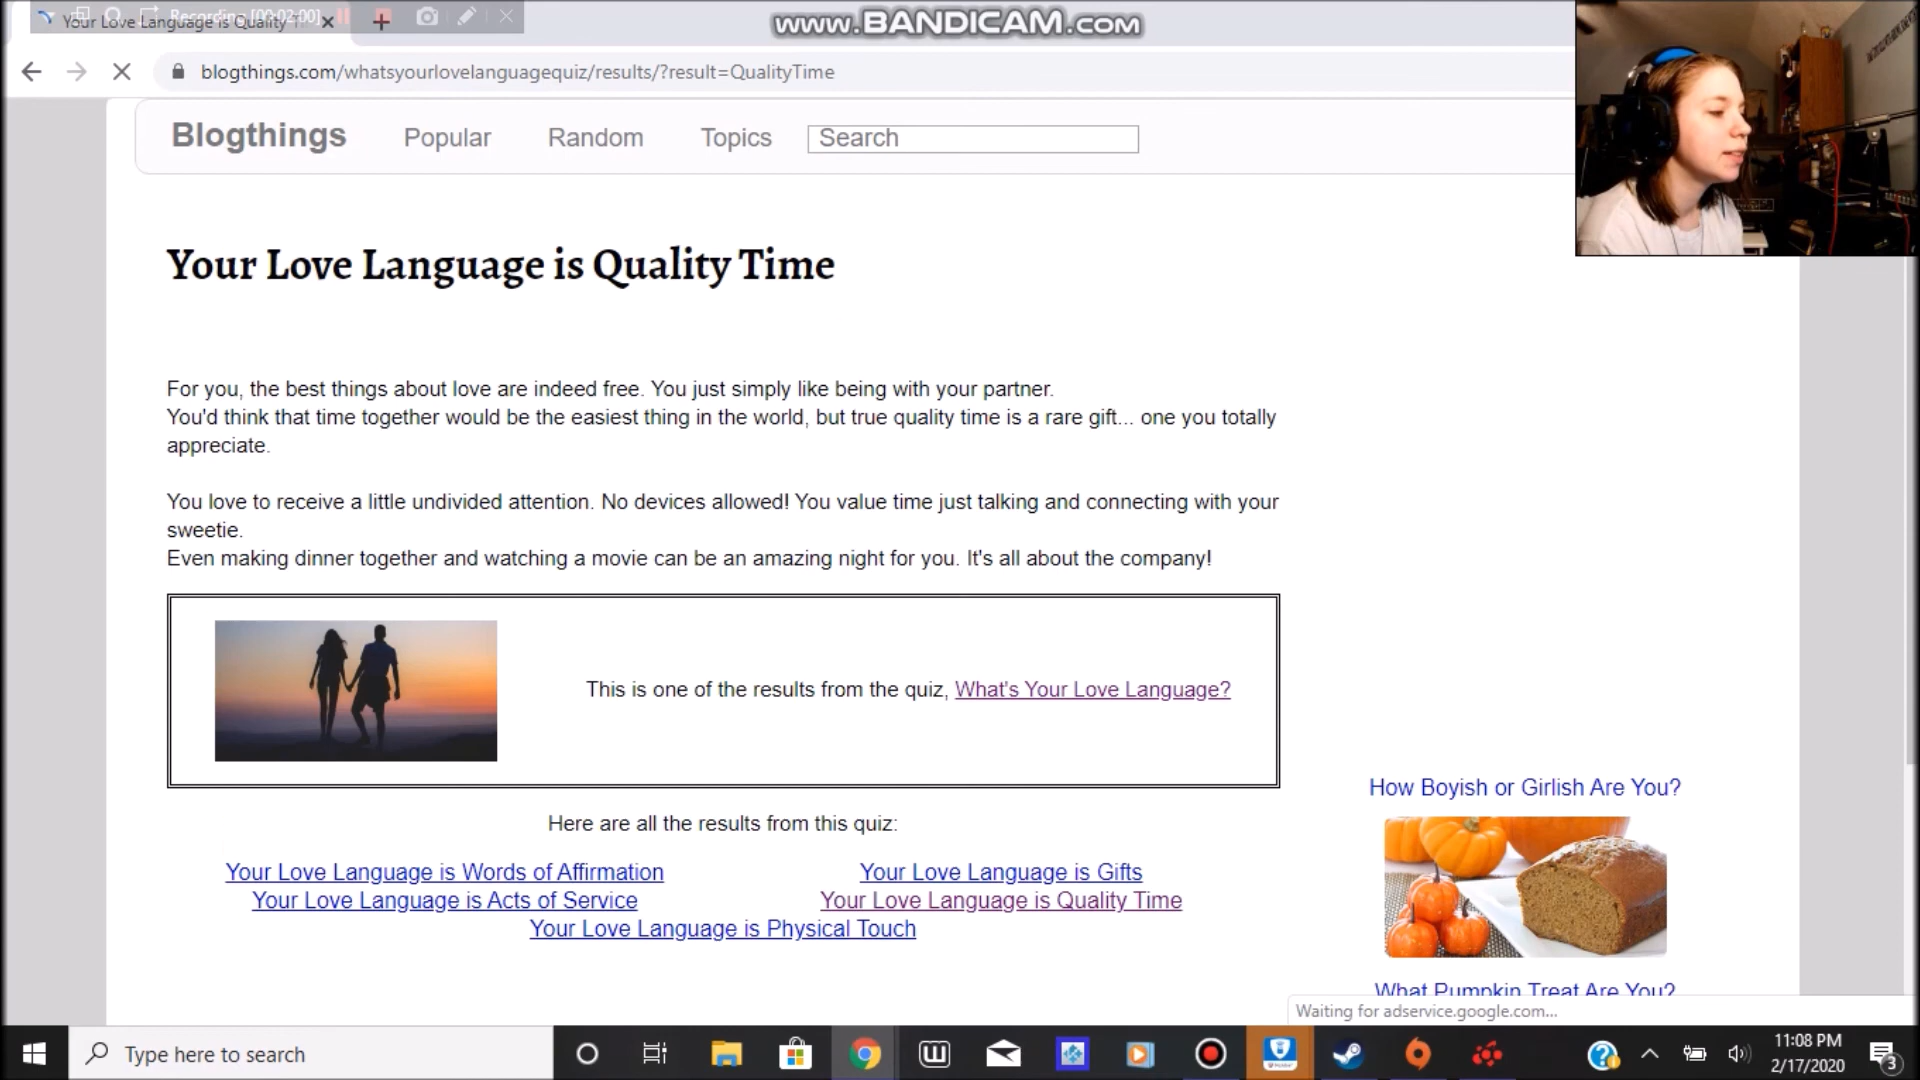 Recording [00:02:00]
Your Love Language is Quality
www.BANDICAM.com
blogthings.com/whatsyourlovelanguagequiz/results/?result=QualityTime
Blogthings Popular Random Topics Search
Your Love Language is Quality Time
For you, the best things about love are indeed free. You just simply like being with your partner.
You'd think that time together would be the easiest thing in the world, but true quality time is a rare gift... one you totally
appreciate.
You love to receive a little undivided attention. No devices allowed! You value time just talking and connecting with your
sweetie.
Even making dinner together and watching a movie can be an amazing night for you. It's all about the company!
This is one of the results from the quiz, What's Your Love Language?
Here are all the results from this quiz:
Your Love Language is Words of Affirmation
Your Love Language is Gifts
Your Love Language is Acts of Service
Your Love Language is Quality Time
Your Love Language is Physical Touch
How Boyish or Girlish Are You?
What Pumpkin Treat Are You?
Waiting for adservice.google.com...
Type here to search
11:08 PM
2/17/2020
3